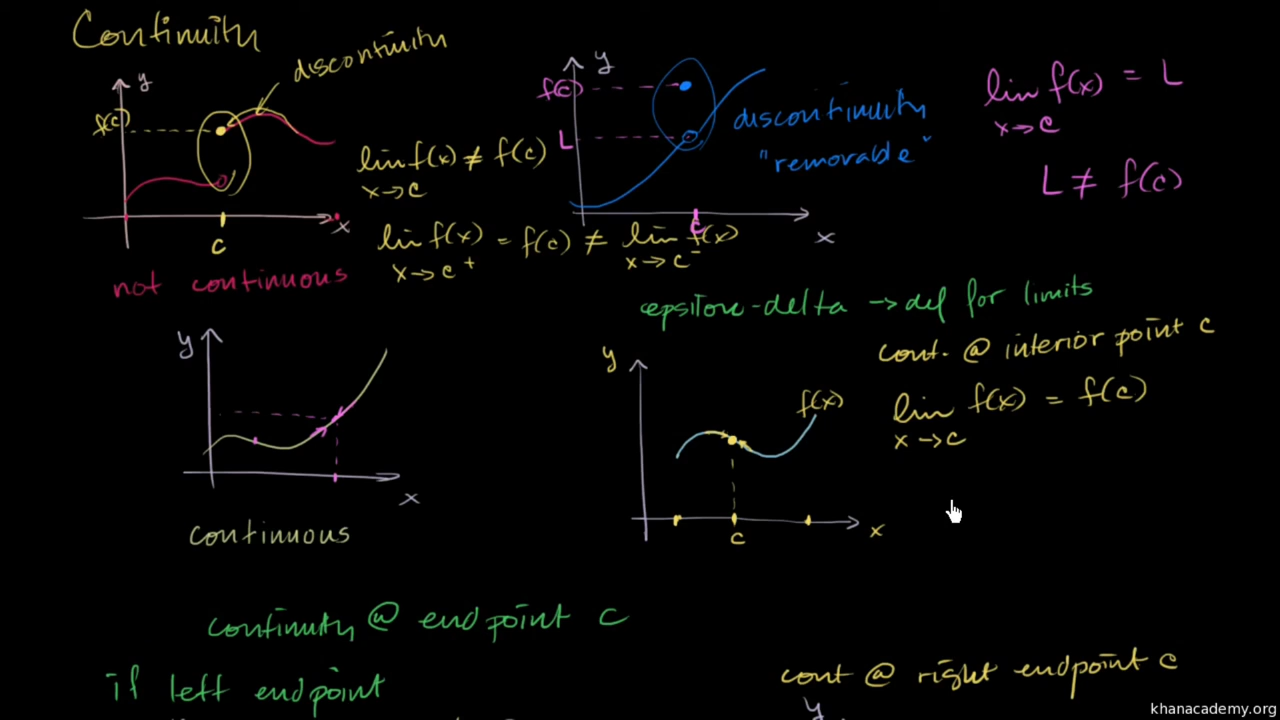 Continuity
discontinuity
y
f(c)
c
x
lim f(x) ≠ f(c)
x→c
lim f(x) = f(c) ≠ lim f(x)
x→c⁺ x→c⁻
not continuous
y
f(c)
L
c
x
discontinuity
"removable"
lim f(x) = L
x→c
L ≠ f(c)
epsilon-delta → def for limits
y
x
continuous
cont. @ interior point c
y
f(x)
c
x
lim f(x) = f(c)
x→c
continuity @ endpoint c
if left endpoint
cont @ right endpoint c
y
khanacademy.org